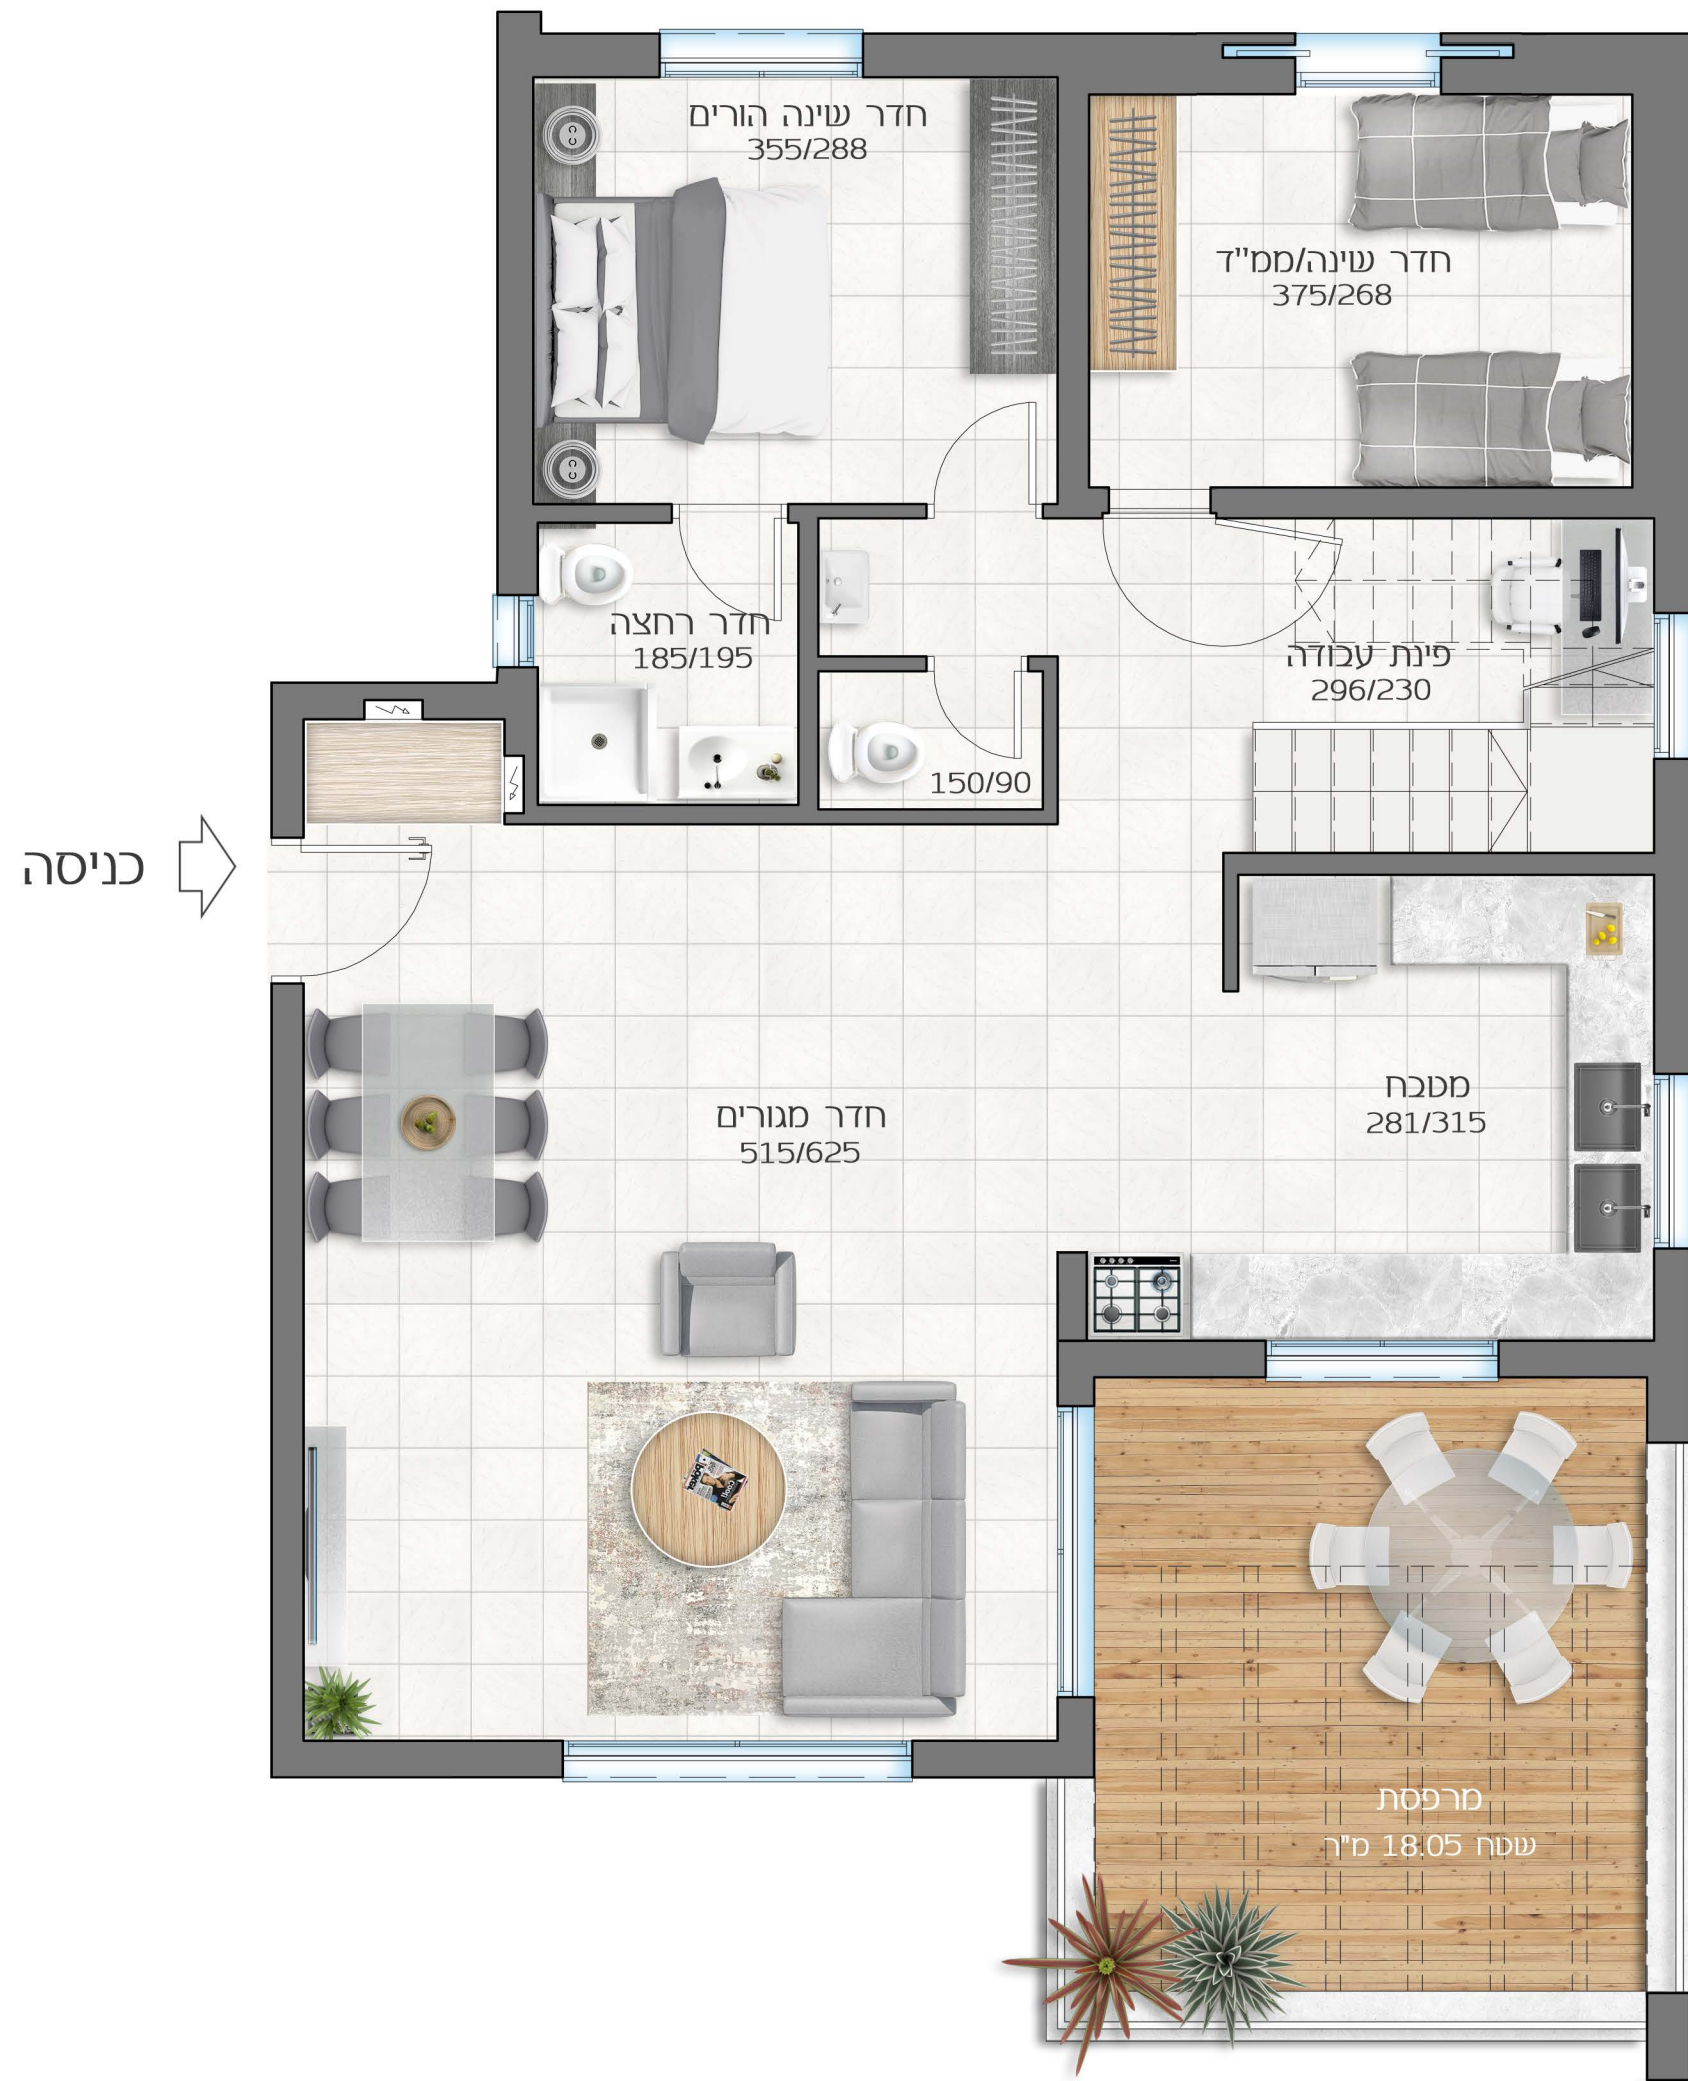 חדר שינה הורים
355/288
חדר שינה/ממ"ד
375/268
חדר רחצה
185/195
פינת עבודה
296/230
150/90
כניסה
מטבח
281/315
חדר מגורים
515/625
מרפסת
שטח 18.05 מ"ר